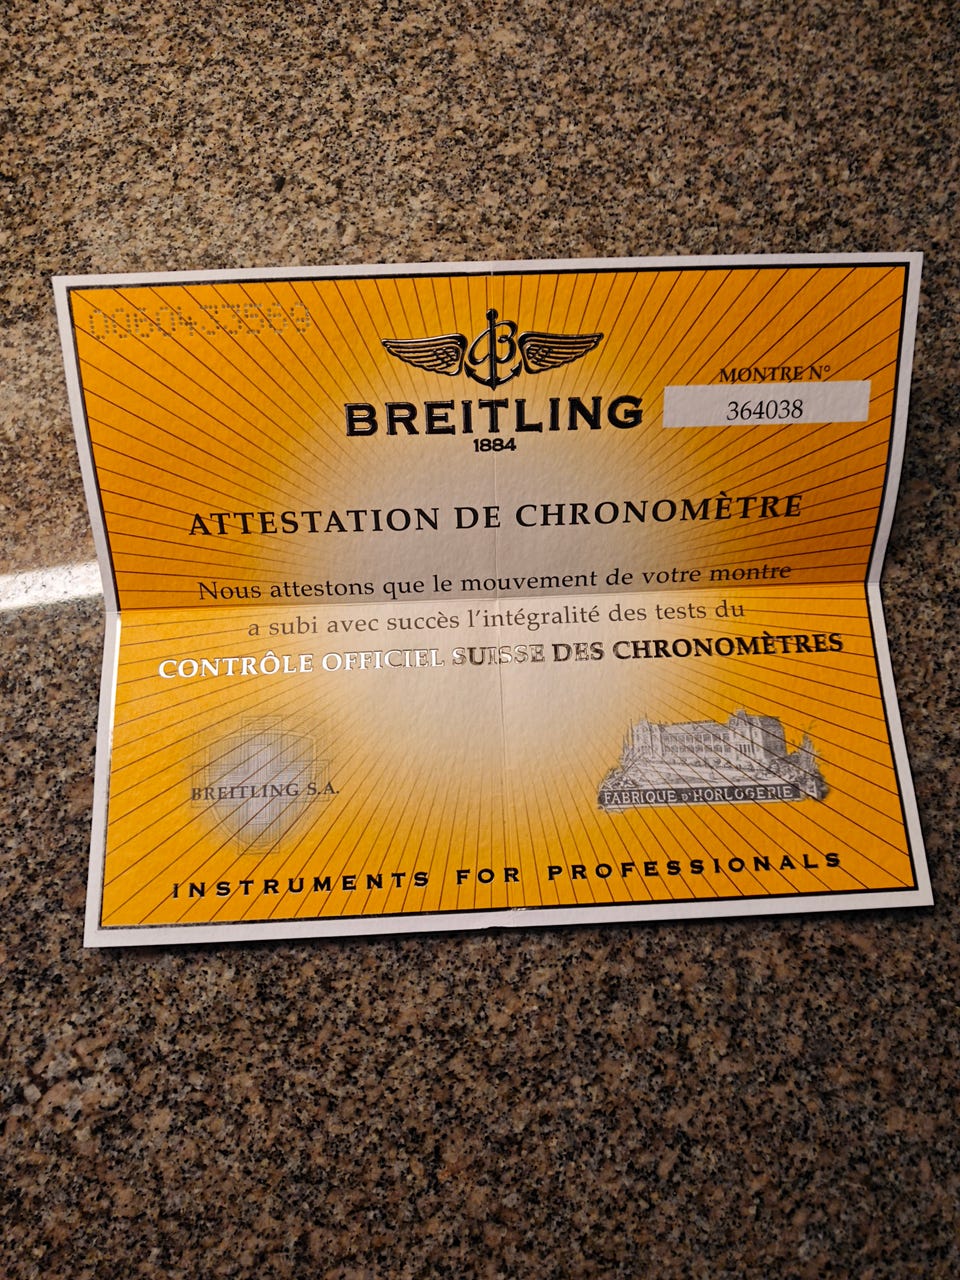 BREITLING
1884
MONTRE N°
364038
ATTESTATION DE CHRONOMÈTRE
Nous attestons que le mouvement de votre montre
a subi avec succès l'intégralité des tests du
CONTRÔLE OFFICIEL SUISSE DES CHRONOMÈTRES
BREITLING S.A.
FABRIQUE D'HORLOGERIE
INSTRUMENTS FOR PROFESSIONALS